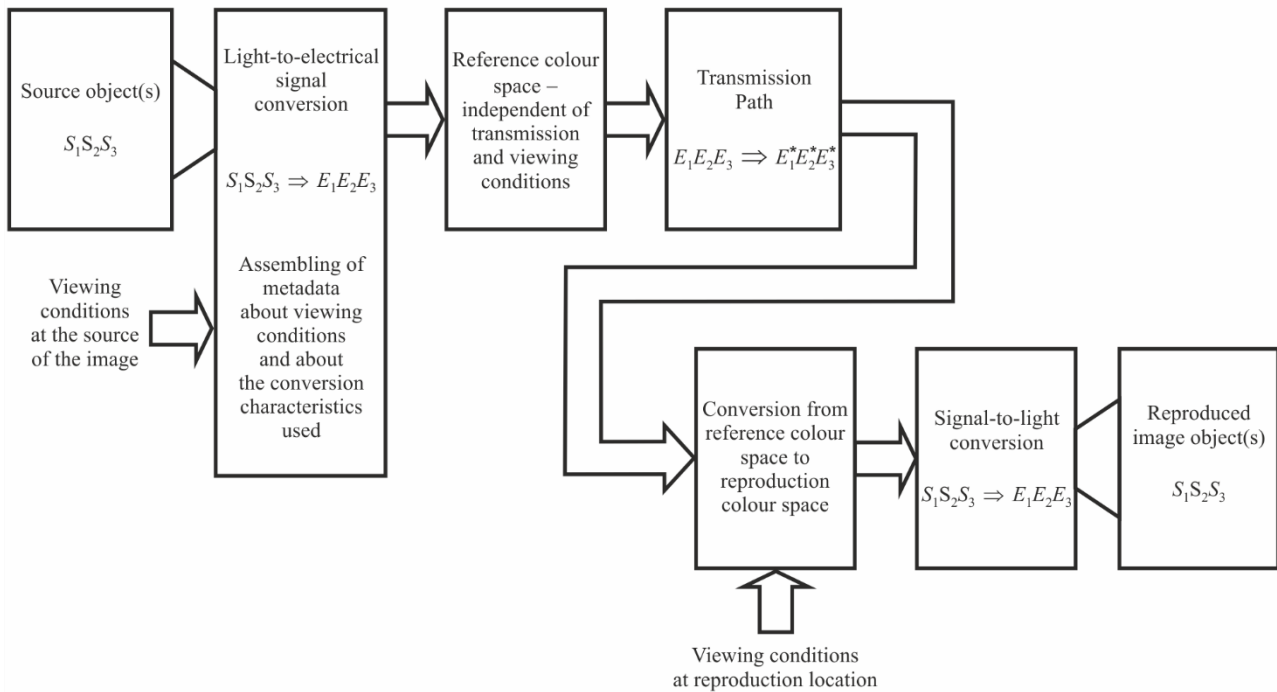 Source object(s)
S₁S₂S₃
Light-to-electrical
signal
conversion
S₁S₂S₃ ⇒ E₁E₂E₃
Assembling of
metadata
about viewing
conditions
and about
the conversion
characteristics
used
Viewing
conditions
at the source
of the image
Reference colour
space –
independent of
transmission
and viewing
conditions
Transmission
Path
E₁E₂E₃ ⇒ E₁*E₂*E₃*
Conversion from
reference colour
space to
reproduction
colour space
Viewing conditions
at reproduction location
Signal-to-light
conversion
S₁S₂S₃ ⇒ E₁E₂E₃
Reproduced
image object(s)
S₁S₂S₃